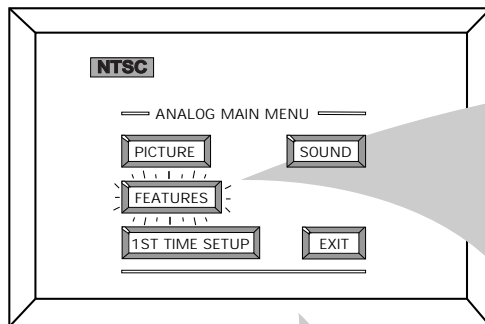 NTSC
ANALOG MAIN MENU
PICTURE SOUND
FEATURES
1ST TIME SETUP EXIT